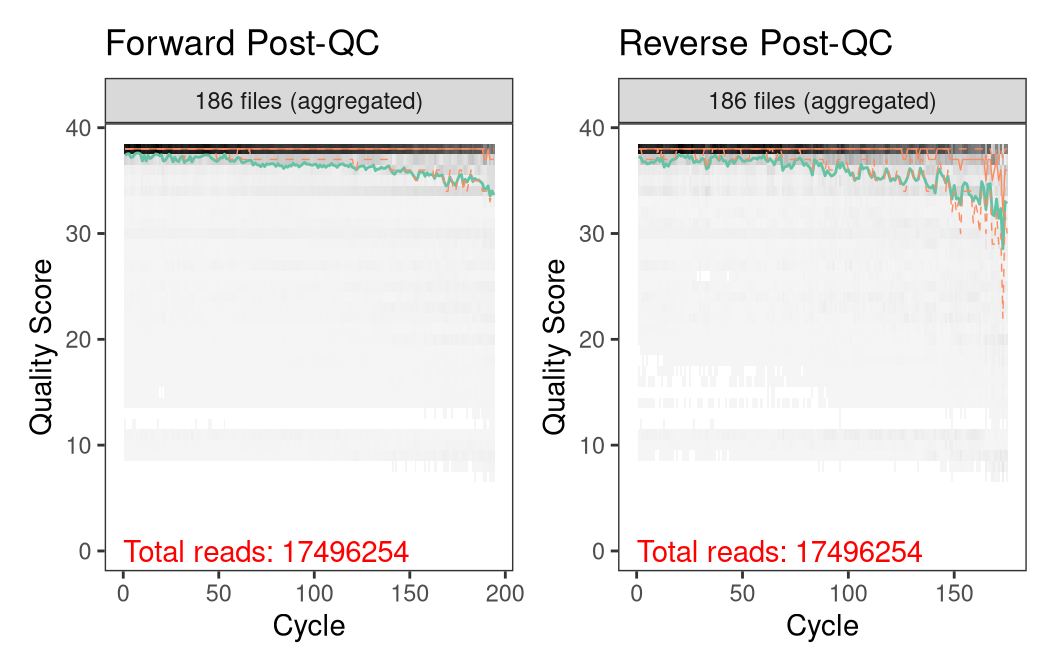 Forward Post-QC
186 files (aggregated)
40
30
20
10
0
Quality Score
Total reads: 17496254
0 50 100 150 200
Cycle
Reverse Post-QC
186 files (aggregated)
40
30
20
10
0
Quality Score
Total reads: 17496254
0 50 100 150
Cycle